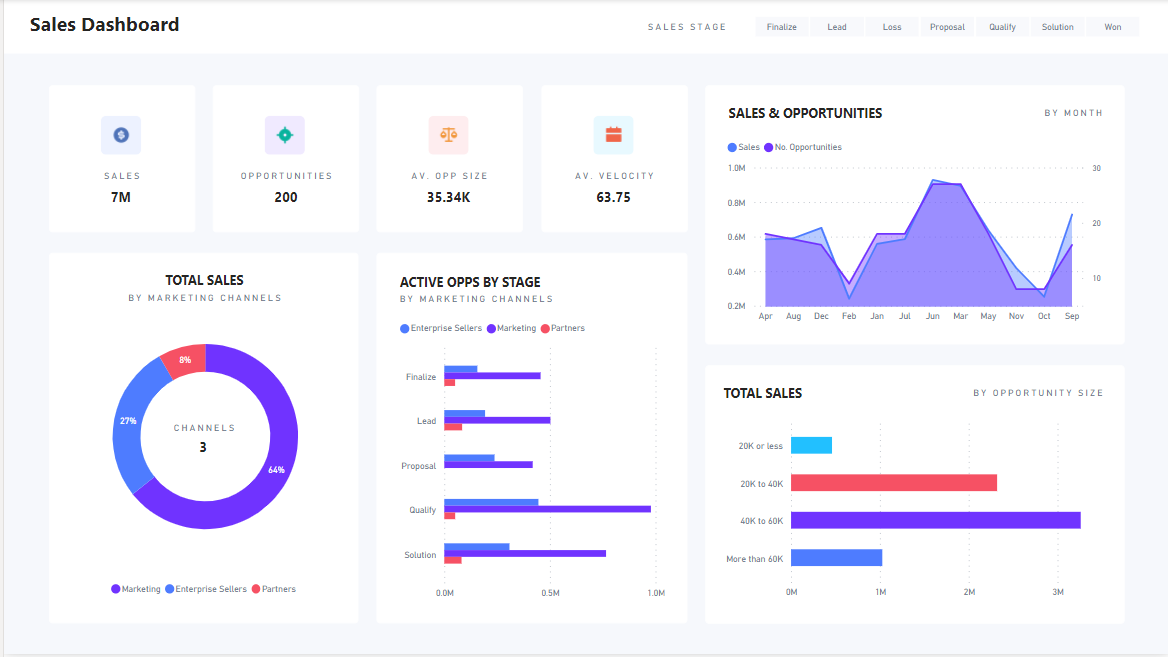 Sales Dashboard
SALES STAGE
Finalize Lead Loss Proposal Qualify Solution Won
SALES
7M
OPPORTUNITIES
200
AV. OPP SIZE
35.34K
AV. VELOCITY
63.75
SALES & OPPORTUNITIES
BY MONTH
Sales No. Opportunities
1.0M 30
0.8M
20
0.6M
0.4M 10
0.2M
Apr Aug Dec Feb Jan Jul Jun Mar May Nov Oct Sep
TOTAL SALES
BY MARKETING CHANNELS
8%
27%
CHANNELS
3
64%
Marketing Enterprise Sellers Partners
ACTIVE OPPS BY STAGE
BY MARKETING CHANNELS
Enterprise Sellers Marketing Partners
Finalize
Lead
Proposal
Qualify
Solution
0.0M 0.5M 1.0M
TOTAL SALES
BY OPPORTUNITY SIZE
20K or less
20K to 40K
40K to 60K
More than 60K
0M 1M 2M 3M